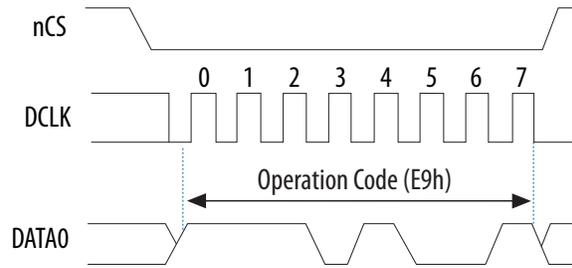 nCS
0 1 2 3 4 5 6 7
DCLK
Operation Code (E9h)
DATA0